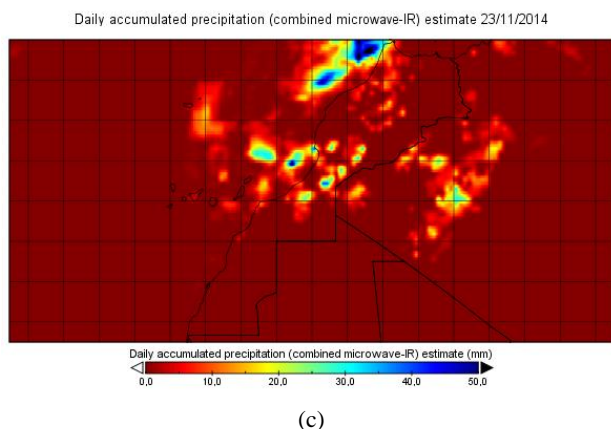 Daily accumulated precipitation (combined microwave-IR) estimate 23/11/2014
Daily accumulated precipitation (combined microwave-IR) estimate (mm)
0,0 10,0 20,0 30,0 40,0 50,0
(c)